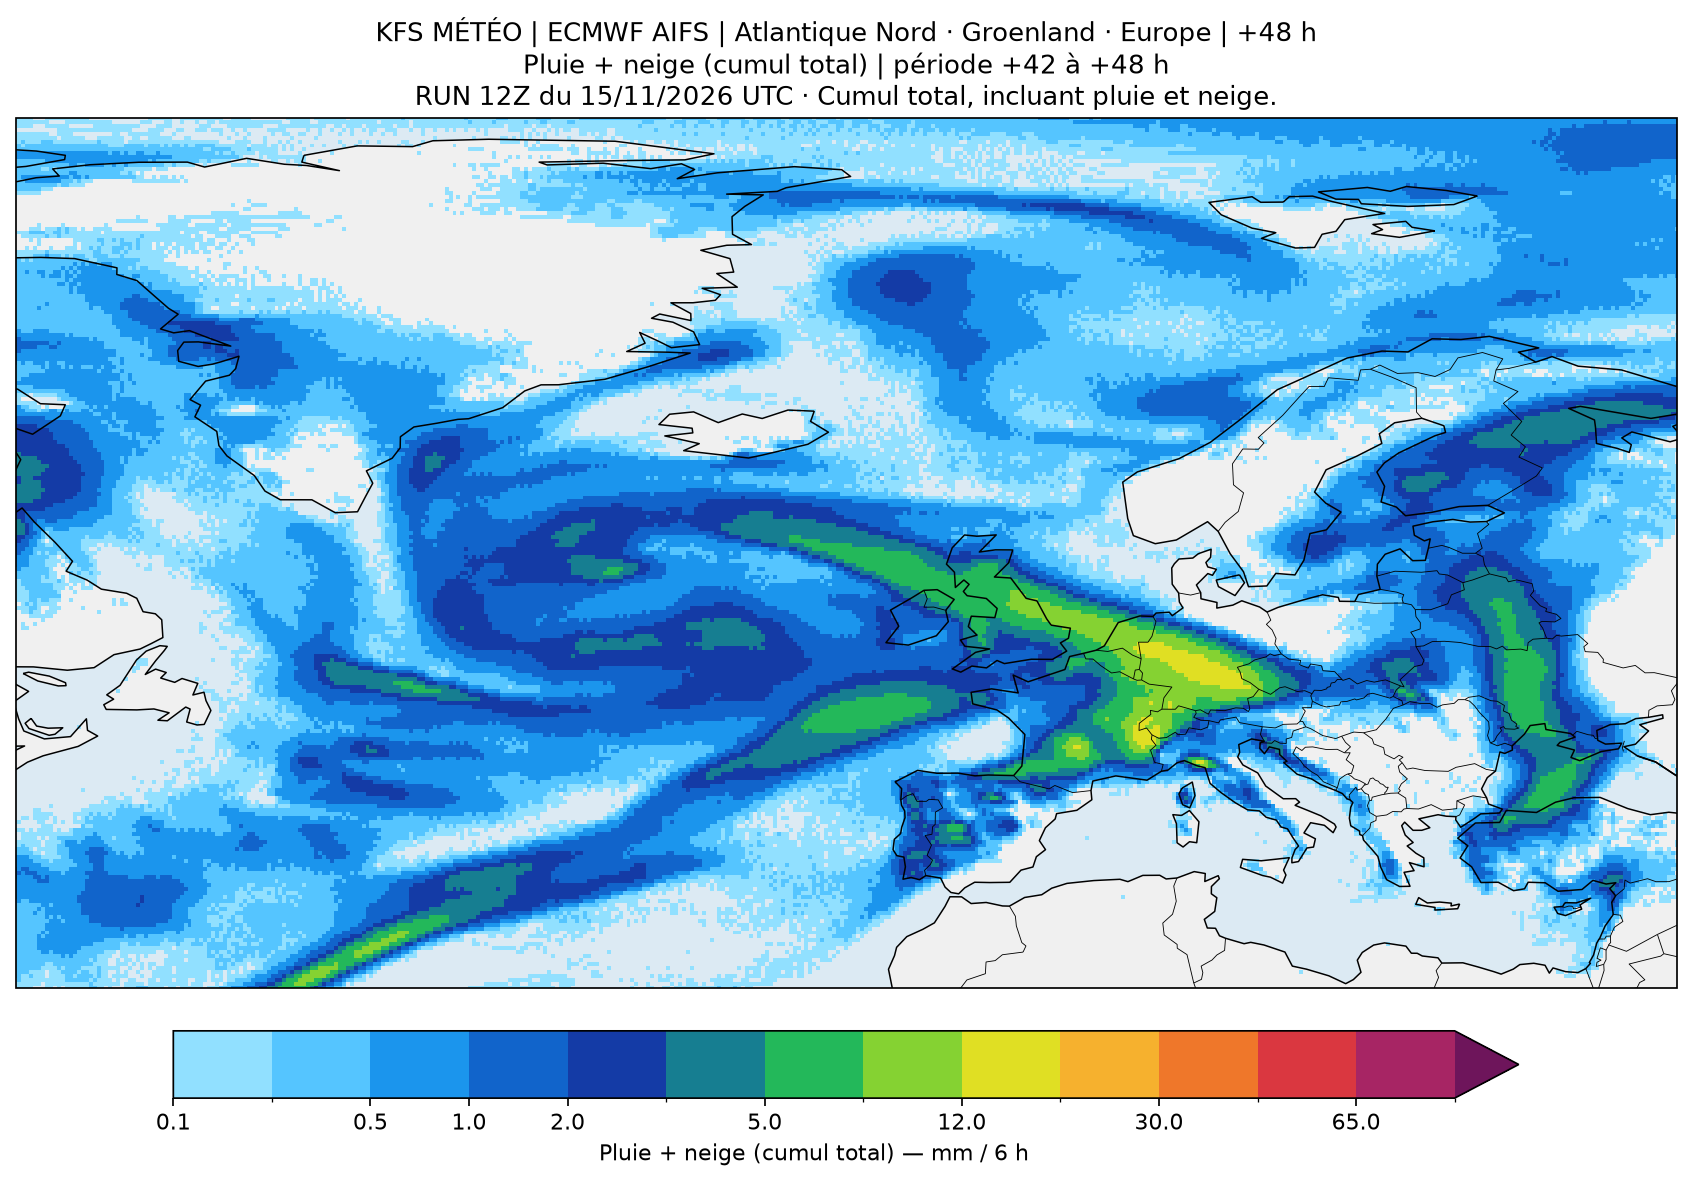 KFS MÉTÉO | ECMWF AIFS | Atlantique Nord · Groenland · Europe | +48 h
Pluie + neige (cumul total) | période +42 à +48 h
RUN 12Z du 15/11/2026 UTC · Cumul total, incluant pluie et neige.
0.1 0.5 1.0 2.0 5.0 12.0 30.0 65.0
Pluie + neige (cumul total) — mm / 6 h